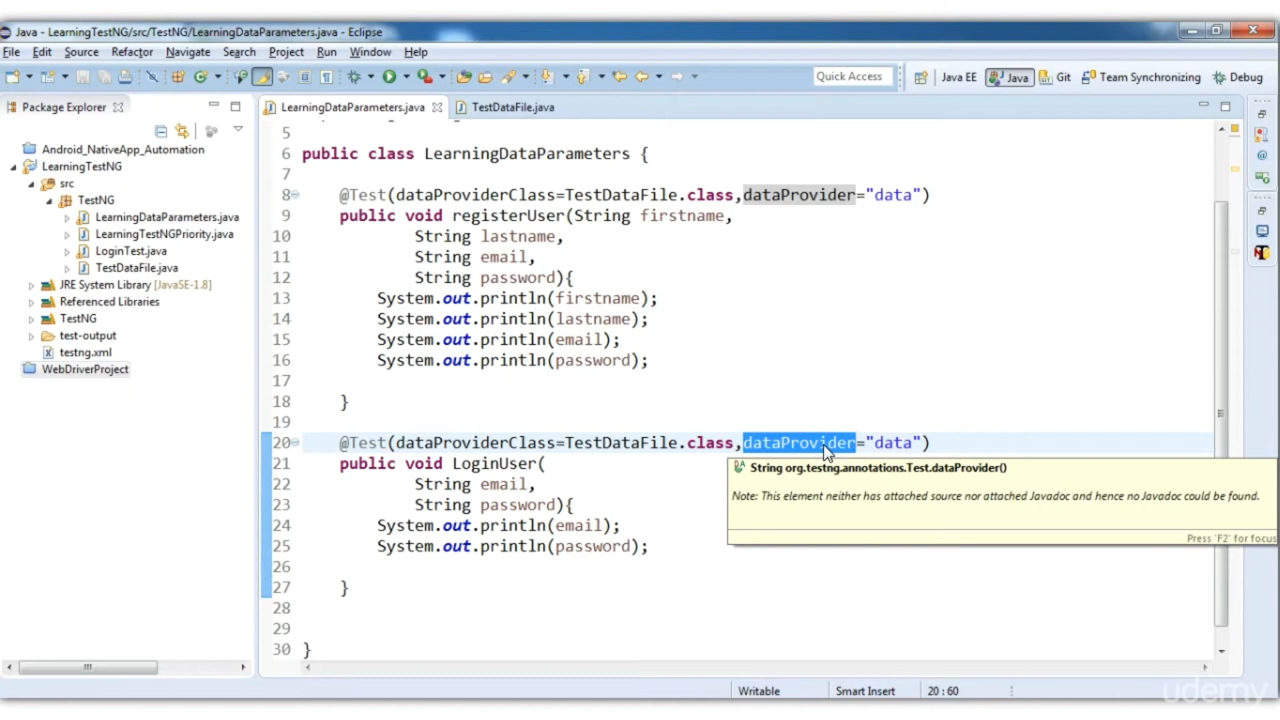 Java - LearningTestNG/src/TestNG/LearningDataParameters.java - Eclipse
File Edit Source Refactor Navigate Search Project Run Window Help
Quick Access Java EE Java Git Team Synchronizing Debug
Package Explorer
LearningDataParameters.java TestDataFile.java
Android_NativeApp_Automation
LearningTestNG
src
TestNG
LearningDataParameters.java
LearningTestNGPriority.java
LoginTest.java
TestDataFile.java
JRE System Library [JavaSE-1.8]
Referenced Libraries
TestNG
test-output
testng.xml
WebDriverProject
5
6 public class LearningDataParameters {
7
8 @Test(dataProviderClass=TestDataFile.class,dataProvider="data")
9 public void registerUser(String firstname,
10 String lastname,
11 String email,
12 String password){
13 System.out.println(firstname);
14 System.out.println(lastname);
15 System.out.println(email);
16 System.out.println(password);
17
18 }
19
20 @Test(dataProviderClass=TestDataFile.class,dataProvider="data")
21 public void LoginUser(
22 String email,
23 String password){
24 System.out.println(email);
25 System.out.println(password);
26
27 }
28
29
30 }
String org.testng.annotations.Test.dataProvider()
Note: This element neither has attached source nor attached Javadoc and hence no Javadoc could be found.
Press 'F2' for focus
Writable Smart Insert 20 : 60
udemy